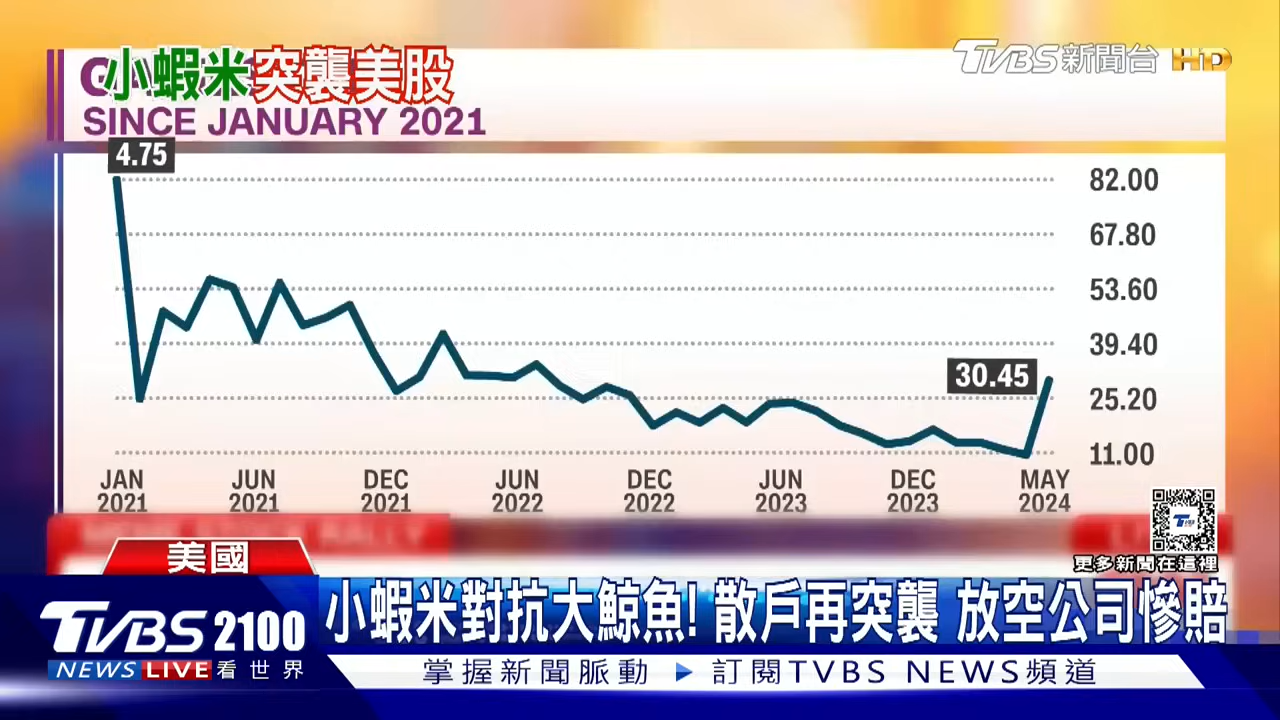 小蝦米突襲美股
TVBS新聞台 HD
SINCE JANUARY 2021
4.75
82.00
67.80
53.60
39.40
30.45
25.20
11.00
JAN 2021
JUN 2021
DEC 2021
JUN 2022
DEC 2022
JUN 2023
DEC 2023
MAY 2024
TVBS
更多新聞在這裡
美國
小蝦米對抗大鯨魚! 散戶再突襲 放空公司慘賠
TVBS 2100
NEWS LIVE 看世界
掌握新聞脈動 訂閱TVBS NEWS頻道